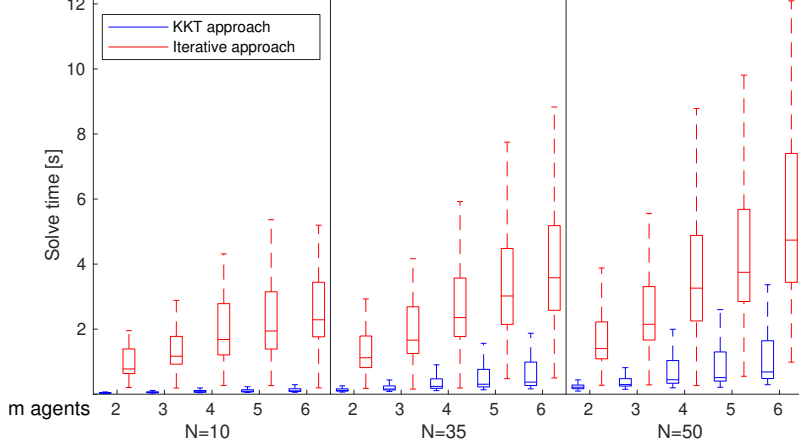 12
10
8
6
4
2
Solve time [s]
KKT approach
Iterative approach
m agents 2 3 4 5 6 2 3 4 5 6 2 3 4 5 6
N=10 N=35 N=50